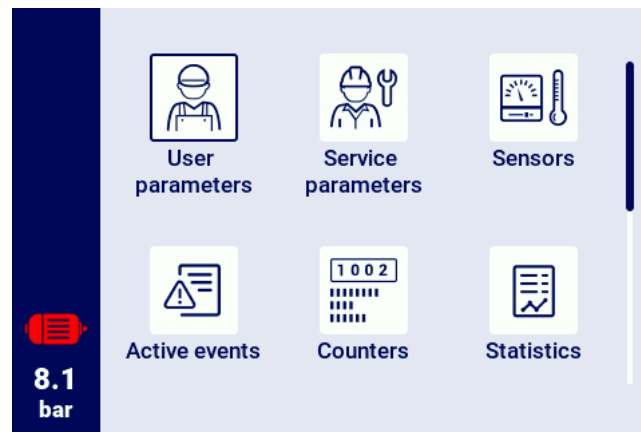 User
parameters
Service
parameters
Sensors
Active events
1002
Counters
Statistics
8.1
bar